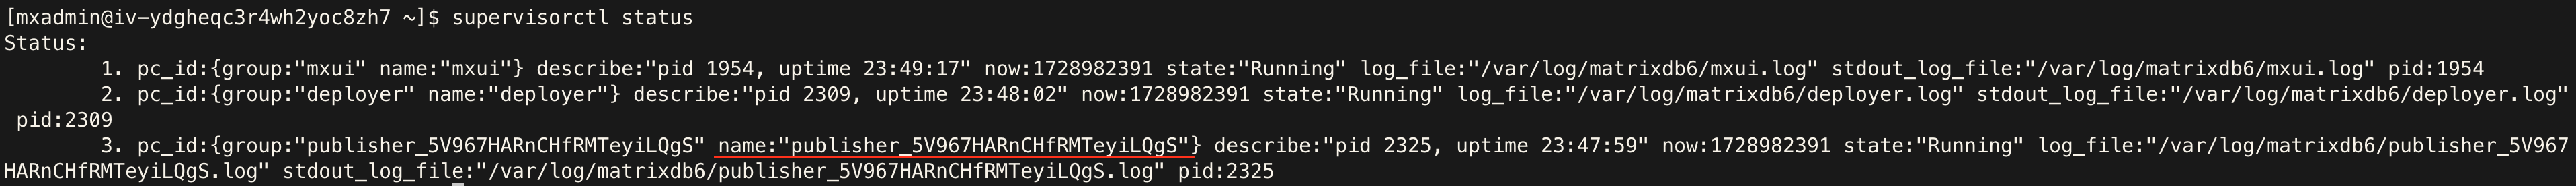 [mxadmin@iv-ydgheqc3r4wh2yoc8zh7 ~]$ supervisorctl status
Status:
        1. pc_id:{group:"mxui" name:"mxui"} describe:"pid 1954, uptime 23:49:17" now:1728982391 state:"Running" log_file:"/var/log/matrixdb6/mxui.log" stdout_log_file:"/var/log/matrixdb6/mxui.log" pid:1954
        2. pc_id:{group:"deployer" name:"deployer"} describe:"pid 2309, uptime 23:48:02" now:1728982391 state:"Running" log_file:"/var/log/matrixdb6/deployer.log" stdout_log_file:"/var/log/matrixdb6/deployer.log"
 pid:2309
        3. pc_id:{group:"publisher_5V967HARnCHfRMTeyiLQgS" name:"publisher_5V967HARnCHfRMTeyiLQgS"} describe:"pid 2325, uptime 23:47:59" now:1728982391 state:"Running" log_file:"/var/log/matrixdb6/publisher_5V967
HARnCHfRMTeyiLQgS.log" stdout_log_file:"/var/log/matrixdb6/publisher_5V967HARnCHfRMTeyiLQgS.log" pid:2325